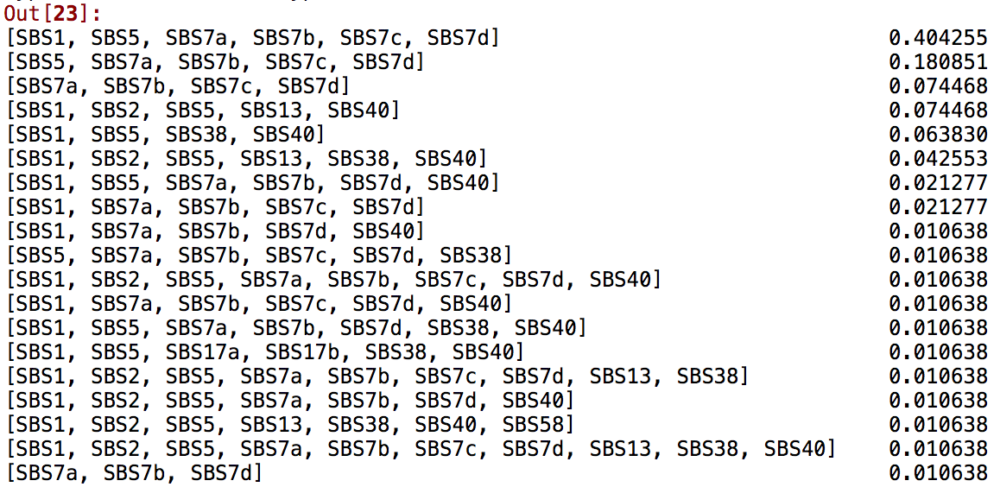 Out[23]:
[SBS1, SBS5, SBS7a, SBS7b, SBS7c, SBS7d] 0.404255
[SBS5, SBS7a, SBS7b, SBS7c, SBS7d] 0.180851
[SBS7a, SBS7b, SBS7c, SBS7d] 0.074468
[SBS1, SBS2, SBS5, SBS13, SBS40] 0.074468
[SBS1, SBS5, SBS38, SBS40] 0.063830
[SBS1, SBS2, SBS5, SBS13, SBS38, SBS40] 0.042553
[SBS1, SBS5, SBS7a, SBS7b, SBS7d, SBS40] 0.021277
[SBS1, SBS7a, SBS7b, SBS7c, SBS7d] 0.021277
[SBS1, SBS7a, SBS7b, SBS7d, SBS40] 0.010638
[SBS5, SBS7a, SBS7b, SBS7c, SBS7d, SBS38] 0.010638
[SBS1, SBS2, SBS5, SBS7a, SBS7b, SBS7c, SBS7d, SBS40] 0.010638
[SBS1, SBS7a, SBS7b, SBS7c, SBS7d, SBS40] 0.010638
[SBS1, SBS5, SBS7a, SBS7b, SBS7d, SBS38, SBS40] 0.010638
[SBS1, SBS5, SBS17a, SBS17b, SBS38, SBS40] 0.010638
[SBS1, SBS2, SBS5, SBS7a, SBS7b, SBS7c, SBS7d, SBS13, SBS38] 0.010638
[SBS1, SBS2, SBS5, SBS7a, SBS7b, SBS7d, SBS40] 0.010638
[SBS1, SBS2, SBS5, SBS13, SBS38, SBS40, SBS58] 0.010638
[SBS1, SBS2, SBS5, SBS7a, SBS7b, SBS7c, SBS7d, SBS13, SBS38, SBS40] 0.010638
[SBS7a, SBS7b, SBS7d] 0.010638